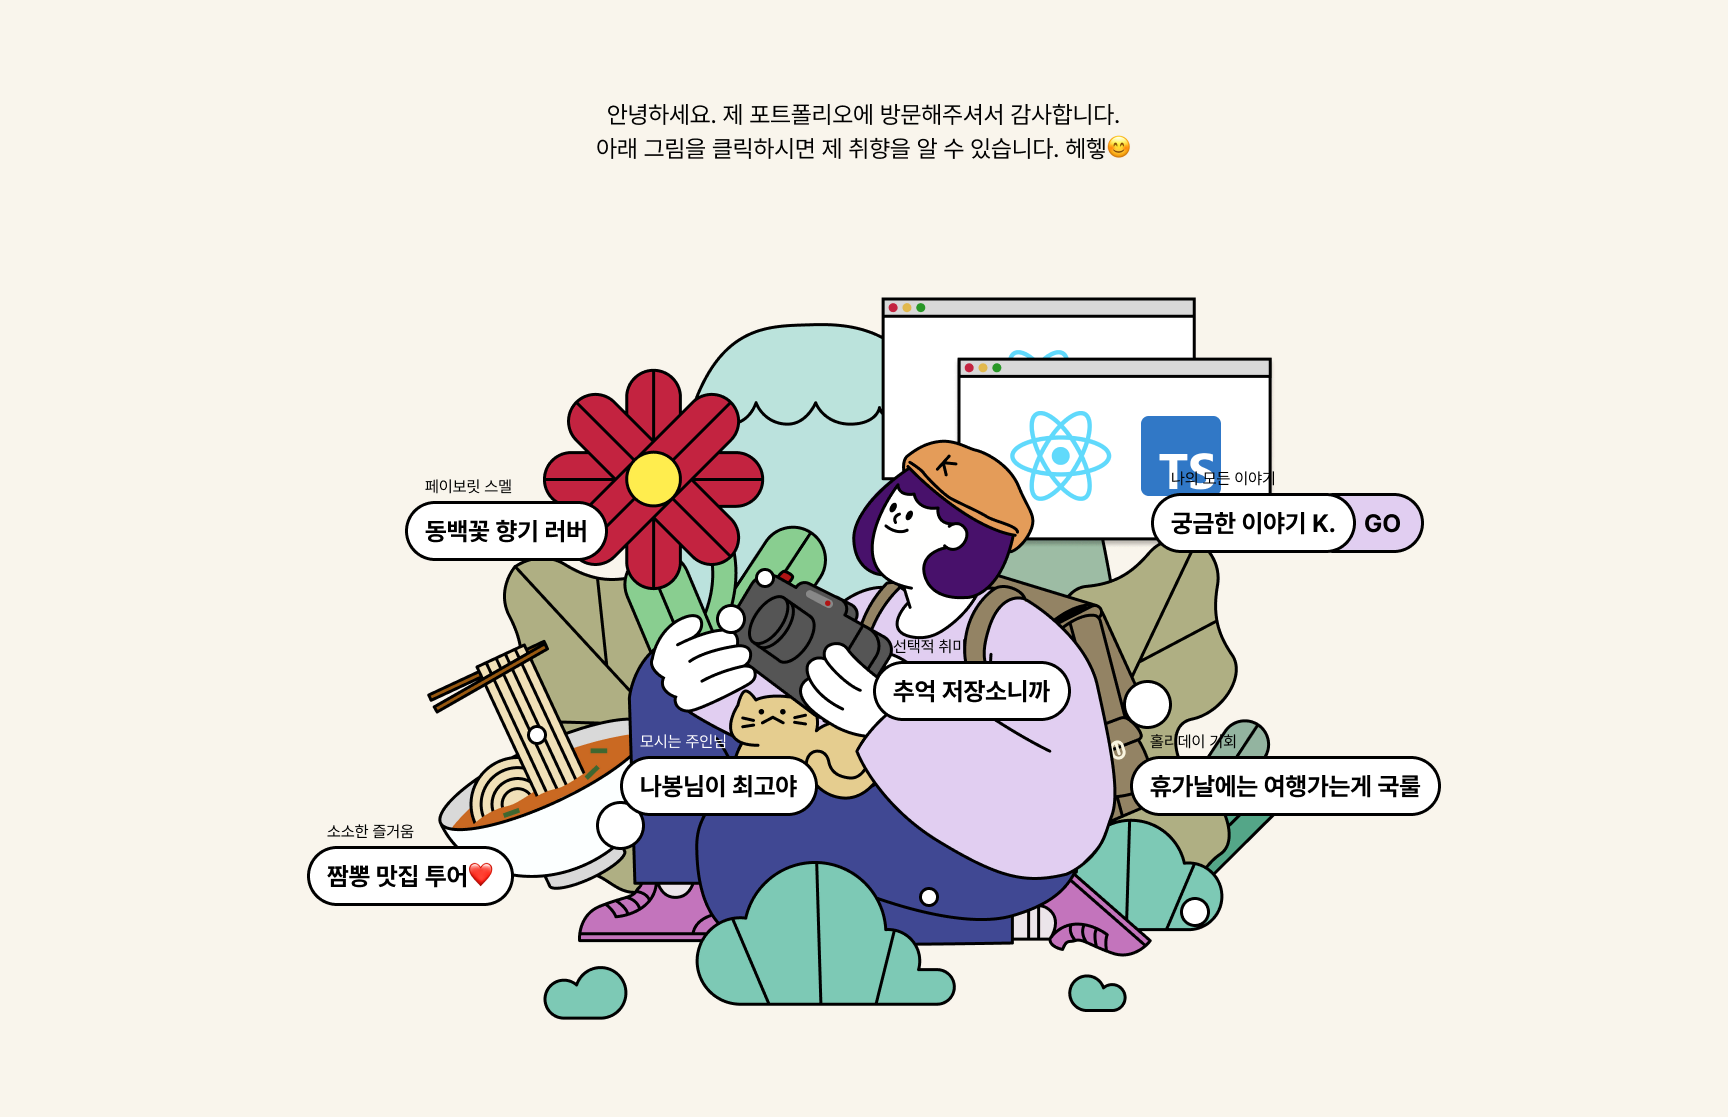 안녕하세요. 제 포트폴리오에 방문해주셔서 감사합니다.
아래 그림을 클릭하시면 제 취향을 알 수 있습니다. 헤헿😊
K
TS
나의 모든 이야기
궁금한 이야기 K.
GO
페이보릿 스멜
동백꽃 향기 러버
선택적 취미
추억 저장소니까
모시는 주인님
나봉님이 최고야
홀리데이 기회
휴가날에는 여행가는게 국룰
소소한 즐거움
짬뽕 맛집 투어❤️